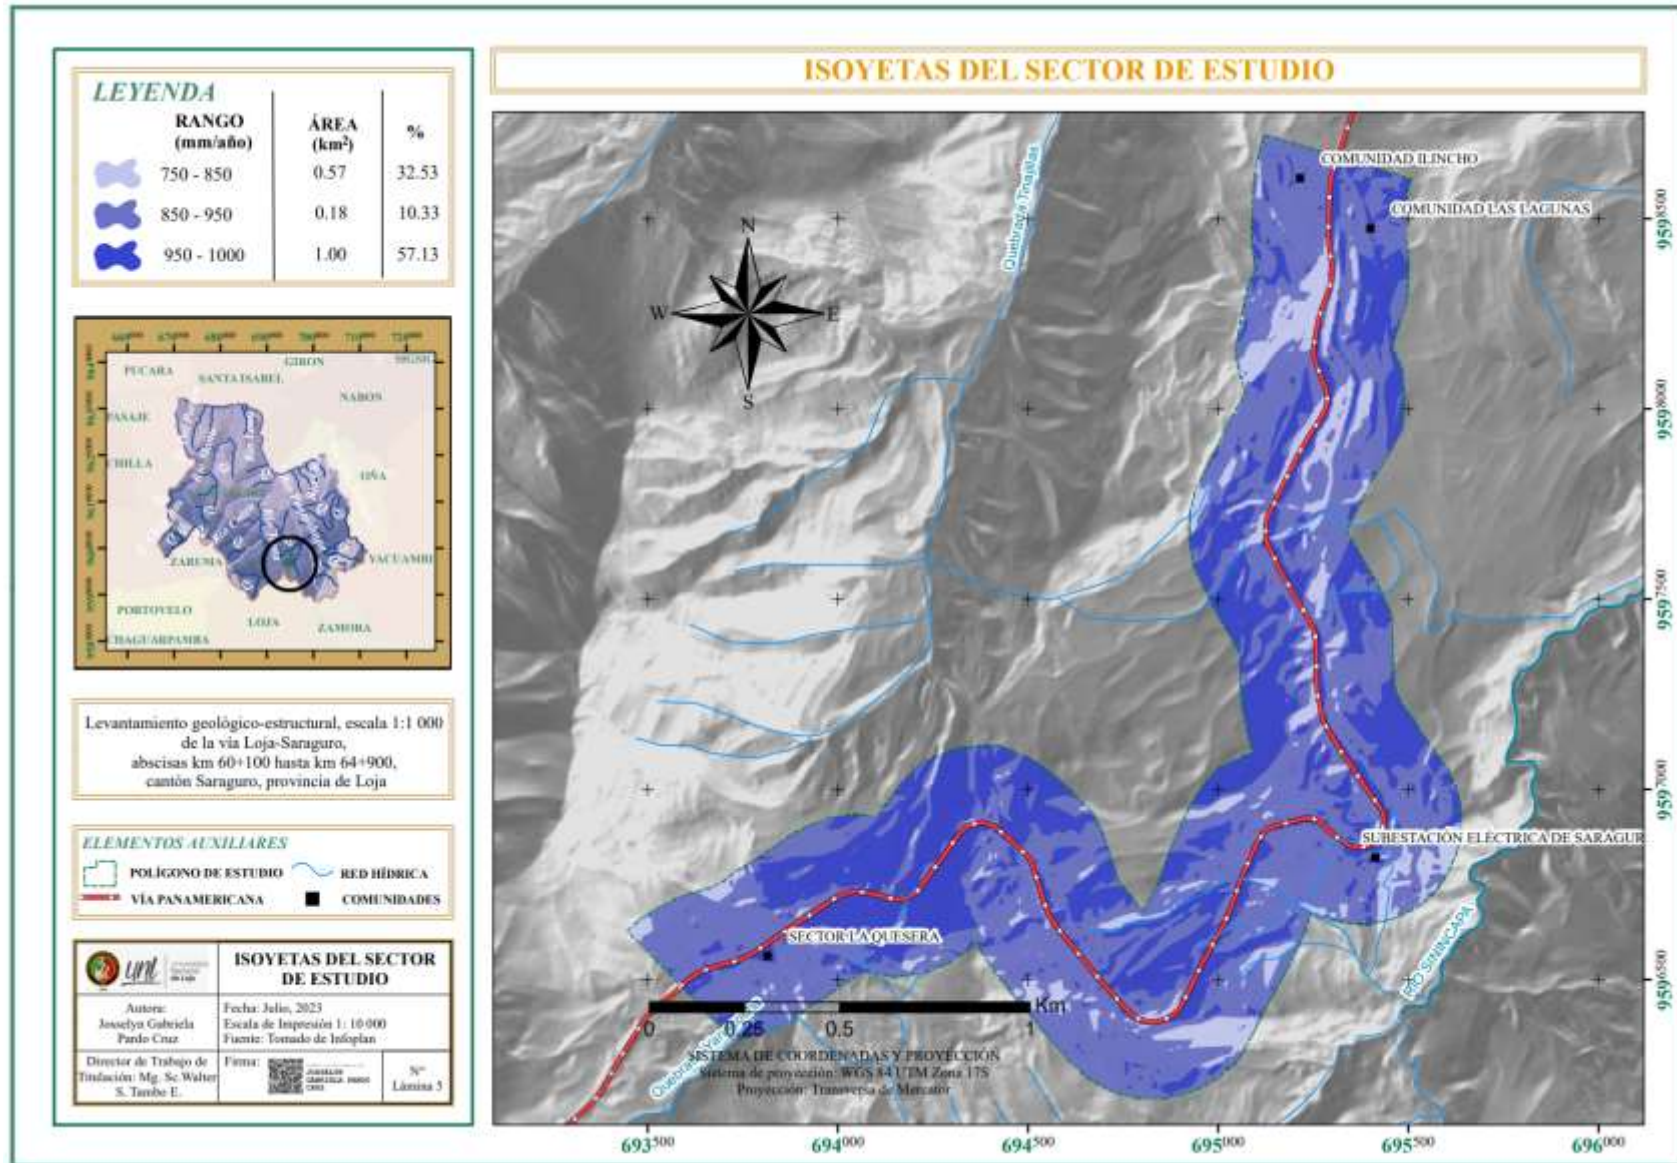 ISOYETAS DEL SECTOR DE ESTUDIO
LEYENDA
RANGO (mm/año) ÁREA (km²) %
750 - 850 0.57 32.53
850 - 950 0.18 10.33
950 - 1000 1.00 57.13
GIRON
PUCARA
SANTA ISABEL
NABON
PASAJE
CHILLA
OÑA
ZARUMA
YACUAMBI
PORTOVELO
LOJA
ZAMORA
CHAGUARPAMBA
Levantamiento geológico-estructural, escala 1:1 000
de la vía Loja-Saraguro,
abscisas km 60+100 hasta km 64+900,
cantón Saraguro, provincia de Loja
ELEMENTOS AUXILIARES
POLÍGONO DE ESTUDIO RED HÍDRICA
VÍA PANAMERICANA COMUNIDADES
unl
ISOYETAS DEL SECTOR
DE ESTUDIO
Autora:
Josselyn Gabriela
Pardo Cruz
Fecha: Julio, 2023
Escala de Impresión 1: 10 000
Fuente: Tomado de Infoplan
Director de Trabajo de
Titulación: Mg. Sc.Walter
S. Tambo E.
Firma:
N°
Lámina 5
COMUNIDAD ILINCHO
COMUNIDAD LAS LAGUNAS
Quebrada Tinajillas
N
W E
S
SUBESTACIÓN ELÉCTRICA DE SARAGUR
SECTOR LA QUESERA
RÍO SININCAPA
Quebrada
0 0.25 0.5 1 Km
SISTEMA DE COORDENADAS Y PROYECCIÓN
Sistema de proyección: WGS 84 UTM Zona 17S
Proyección: Transversa de Mercator
9598500
9598000
9597500
9597000
9596500
693500 694000 694500 695000 695500 696000